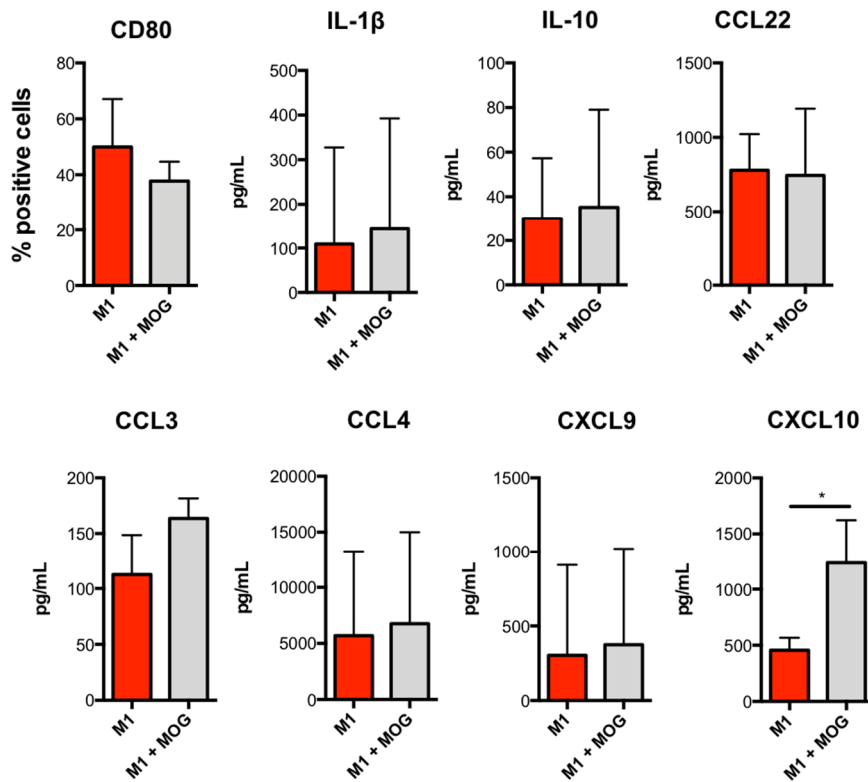 CD80
% positive cells
80
60
40
20
0
M1
M1 + MOG
IL-1β
pg/mL
500
400
300
200
100
0
M1
M1 + MOG
IL-10
pg/mL
100
80
60
40
20
0
M1
M1 + MOG
CCL22
pg/mL
1500
1000
500
0
M1
M1 + MOG
CCL3
pg/mL
200
150
100
50
0
M1
M1 + MOG
CCL4
pg/mL
20000
15000
10000
5000
0
M1
M1 + MOG
CXCL9
pg/mL
1500
1000
500
0
M1
M1 + MOG
CXCL10
pg/mL
2000
1500
1000
500
0
*
M1
M1 + MOG